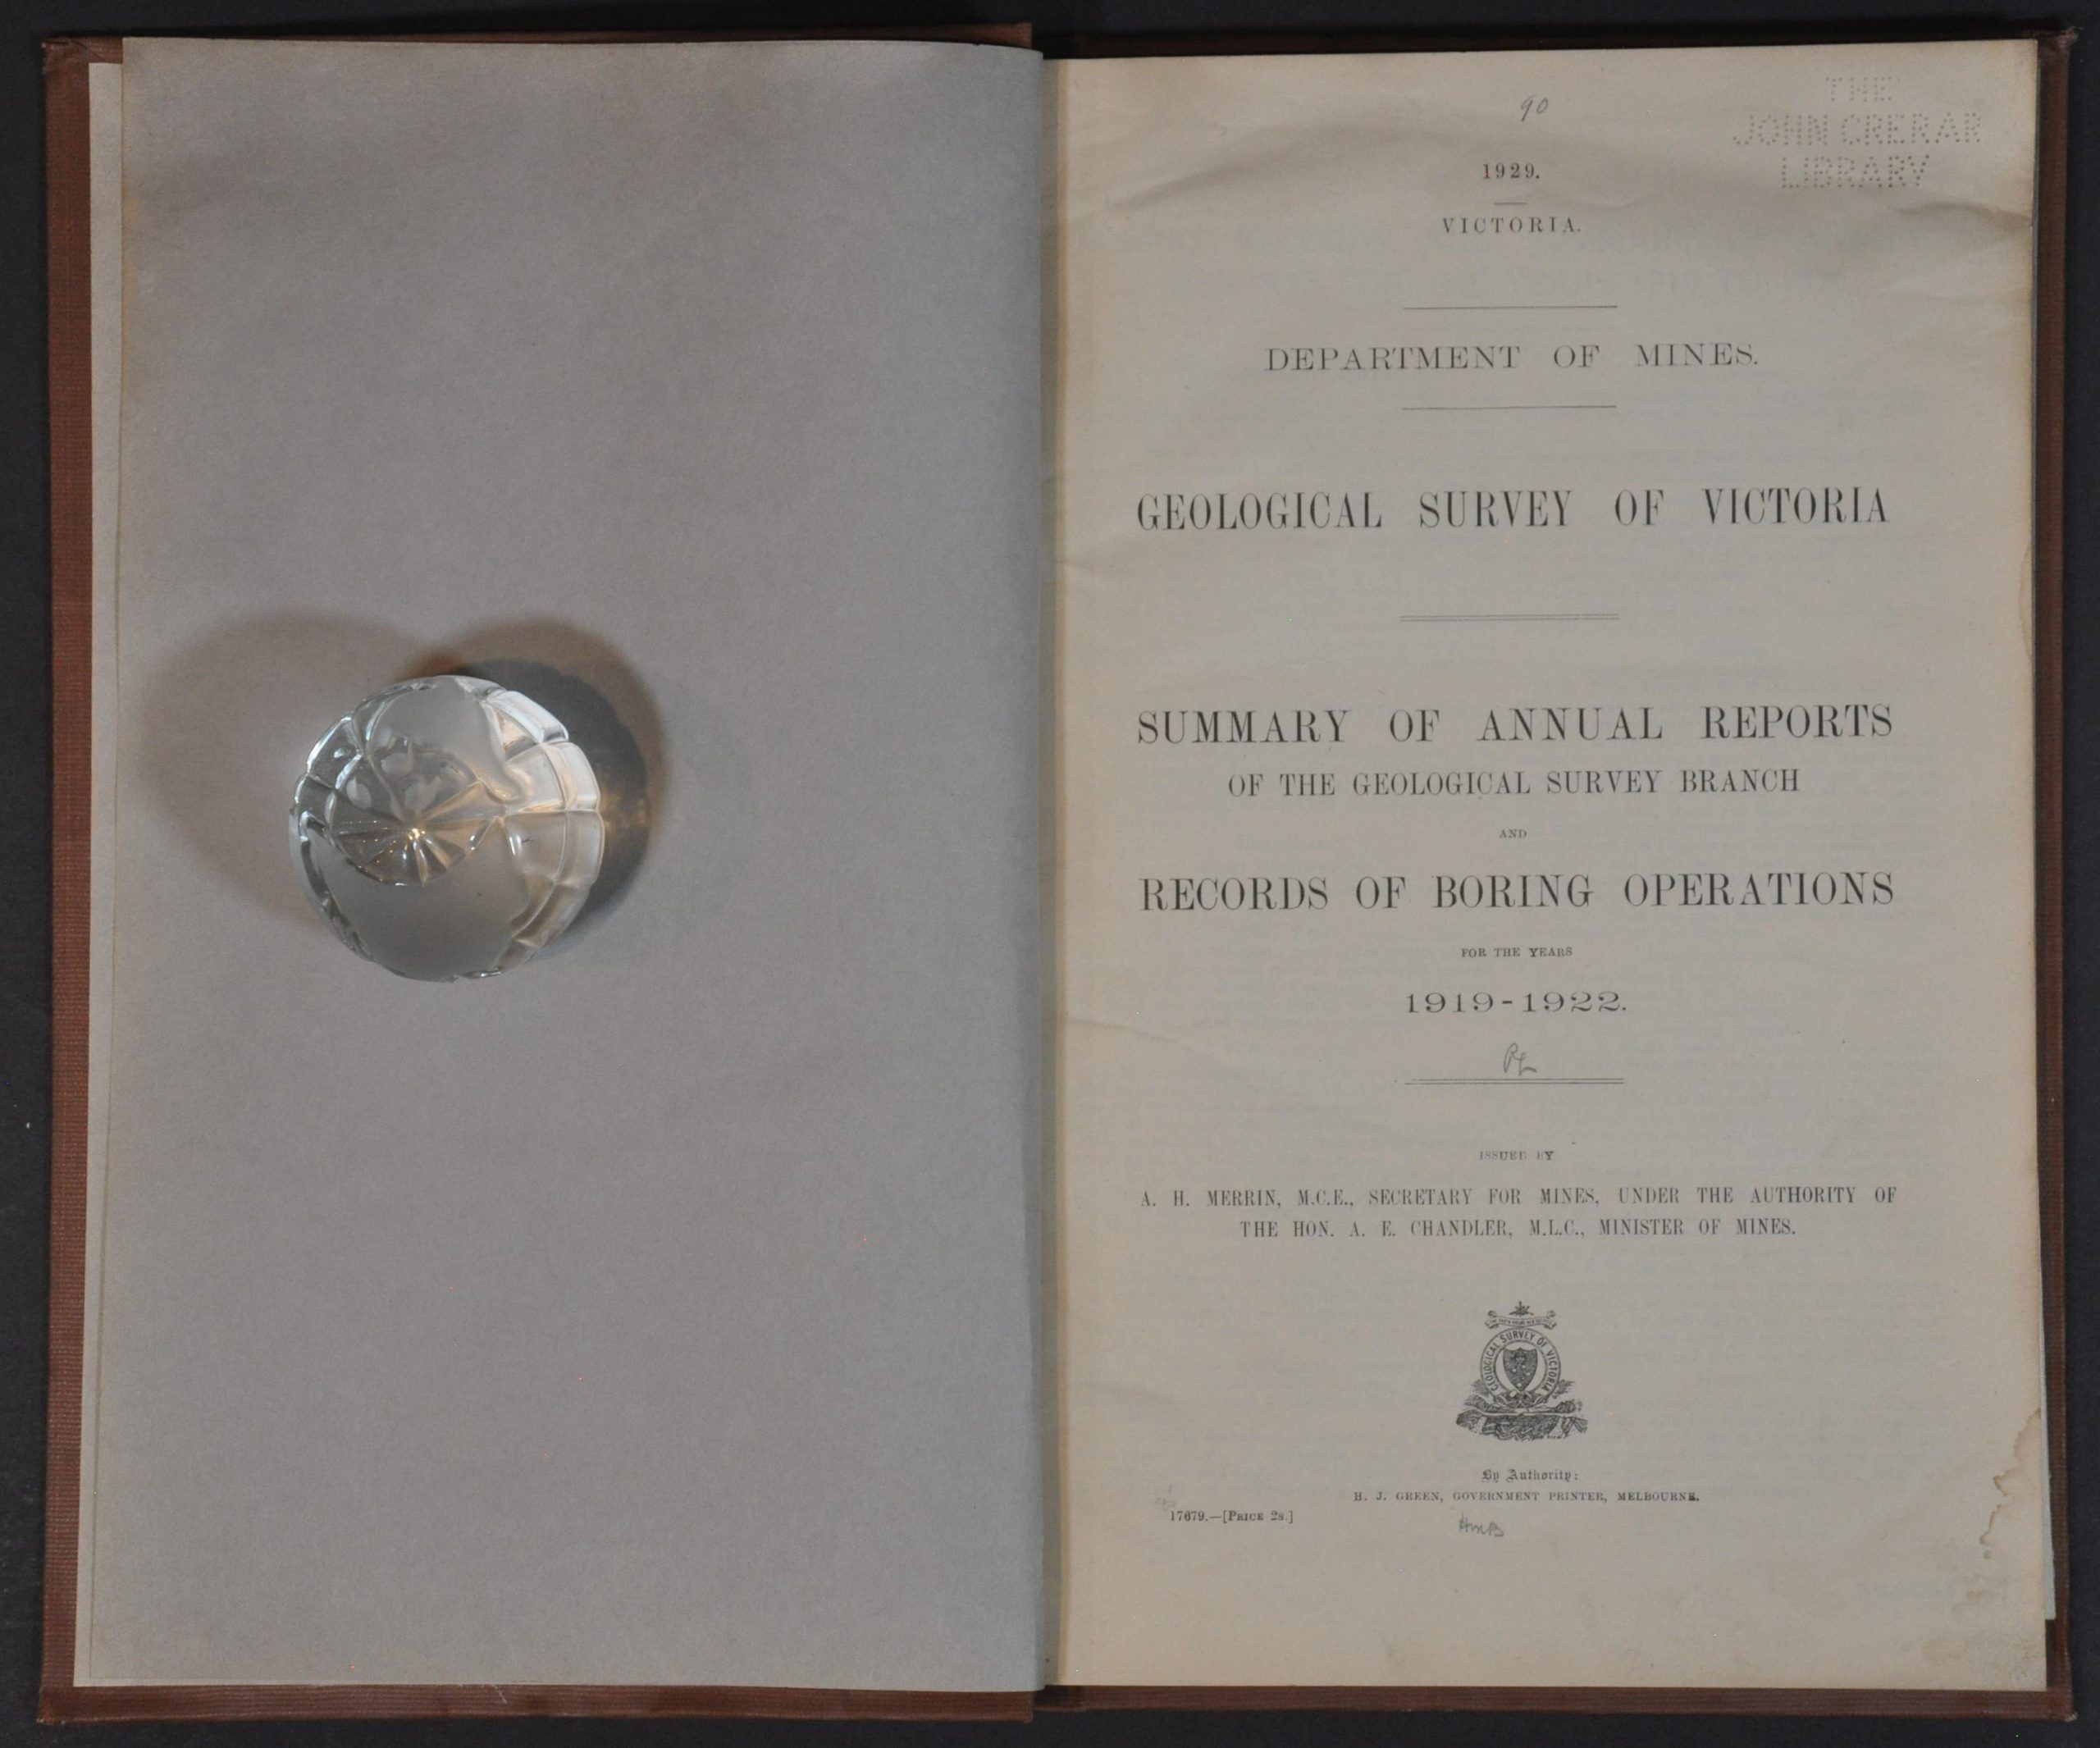 90
THE
JOHN CRERAR
LIBRARY
1929.
VICTORIA.
DEPARTMENT OF MINES.
GEOLOGICAL SURVEY OF VICTORIA
SUMMARY OF ANNUAL REPORTS
OF THE GEOLOGICAL SURVEY BRANCH
AND
RECORDS OF BORING OPERATIONS
FOR THE YEARS
1919-1922.
ISSUED BY
A. H. MERRIN, M.C.E., SECRETARY FOR MINES, UNDER THE AUTHORITY OF
THE HON. A. E. CHANDLER, M.L.C., MINISTER OF MINES.
GEOLOGICAL SURVEY OF VICTORIA
By Authority:
H. J. GREEN, GOVERNMENT PRINTER, MELBOURNE.
17679.—[PRICE 2s.]